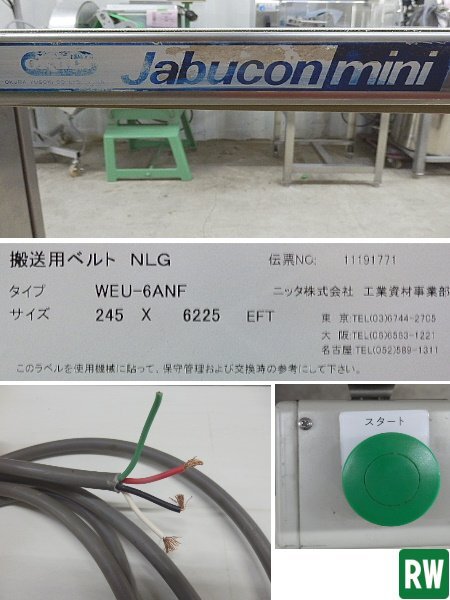 OKURA
OKURA YUSOKI CO., LTD.
Jabucon mini
搬送用ベルト NLG
伝票NO: 11191771
タイプ WEU-6ANF
ニッタ株式会社 工業資材事業部
サイズ 245 X 6225 EFT
東 京:TEL(03)6744-2705
大 阪:TEL(06)6563-1221
名古屋:TEL(052)589-1311
このラベルを使用機械に貼って、保守管理および交換時の参考にして下さい。
スタート
RW